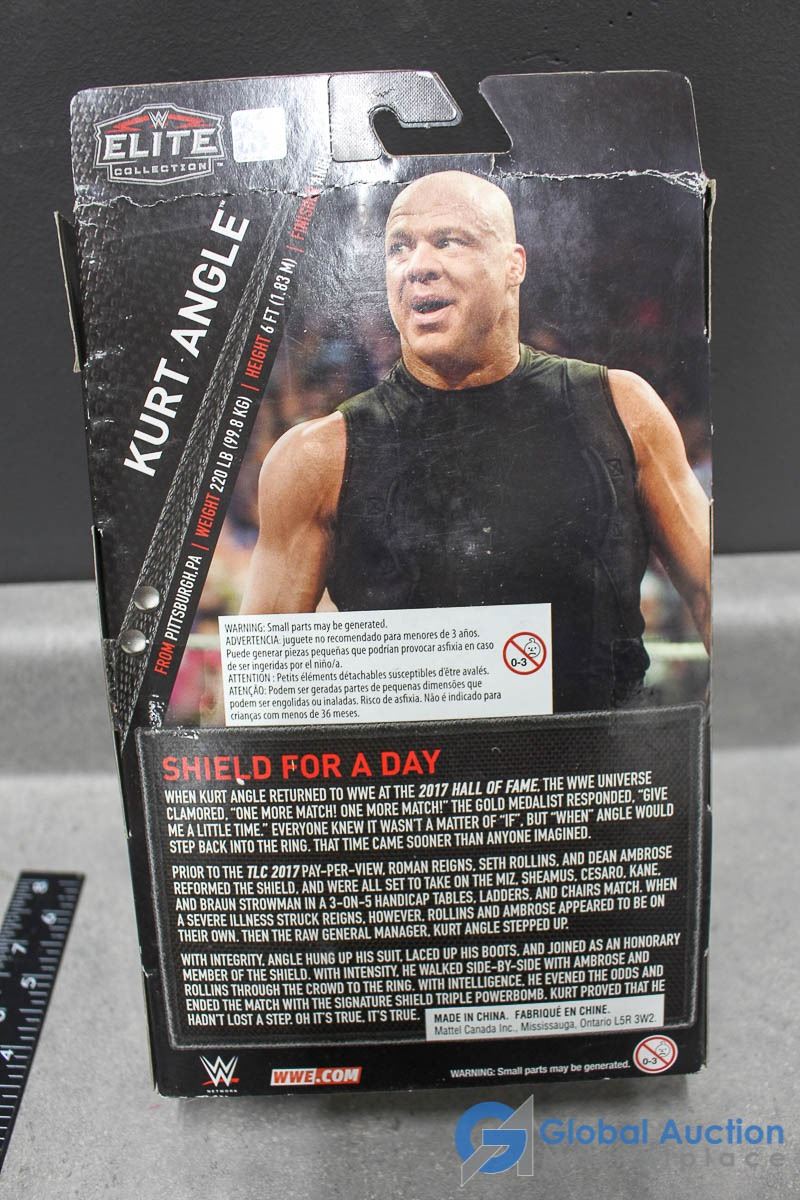 W
ELITE
COLLECTION™
KURT ANGLE™
FROM PITTSBURGH, PA | WEIGHT 220 LB (99.8 KG) | HEIGHT 6 FT (1.83 M) | FINISHER
WARNING: Small parts may be generated.
ADVERTENCIA: juguete no recomendado para menores de 3 años.
Puede generar piezas pequeñas que podrían provocar asfixia en caso
de ser ingeridas por el niño/a.
ATTENTION : Petits éléments détachables susceptibles d'être avalés.
ATENÇÃO: Podem ser geradas partes de pequenas dimensões que
podem ser engolidas ou inaladas. Risco de asfixia. Não é indicado para
crianças com menos de 36 meses.
0-3
SHIELD FOR A DAY
WHEN KURT ANGLE RETURNED TO WWE AT THE 2017 HALL OF FAME, THE WWE UNIVERSE
CLAMORED, "ONE MORE MATCH! ONE MORE MATCH!" THE GOLD MEDALIST RESPONDED, "GIVE
ME A LITTLE TIME." EVERYONE KNEW IT WASN'T A MATTER OF "IF", BUT "WHEN" ANGLE WOULD
STEP BACK INTO THE RING. THAT TIME CAME SOONER THAN ANYONE IMAGINED.
PRIOR TO THE TLC 2017 PAY-PER-VIEW, ROMAN REIGNS, SETH ROLLINS, AND DEAN AMBROSE
REFORMED THE SHIELD, AND WERE ALL SET TO TAKE ON THE MIZ, SHEAMUS, CESARO, KANE,
AND BRAUN STROWMAN IN A 3-ON-5 HANDICAP TABLES, LADDERS, AND CHAIRS MATCH. WHEN
A SEVERE ILLNESS STRUCK REIGNS, HOWEVER, ROLLINS AND AMBROSE APPEARED TO BE ON
THEIR OWN. THEN THE RAW GENERAL MANAGER, KURT ANGLE STEPPED UP.
WITH INTEGRITY, ANGLE HUNG UP HIS SUIT, LACED UP HIS BOOTS, AND JOINED AS AN HONORARY
MEMBER OF THE SHIELD. WITH INTENSITY, HE WALKED SIDE-BY-SIDE WITH AMBROSE AND
ROLLINS THROUGH THE CROWD TO THE RING. WITH INTELLIGENCE, HE EVENED THE ODDS AND
ENDED THE MATCH WITH THE SIGNATURE SHIELD TRIPLE POWERBOMB. KURT PROVED THAT HE
HADN'T LOST A STEP. OH IT'S TRUE, IT'S TRUE.
MADE IN CHINA. FABRIQUÉ EN CHINE.
Mattel Canada Inc., Mississauga, Ontario L5R 3W2.
W
NETWORK
WWE.COM
WARNING: Small parts may be generated.
0-3
8
7
6
5
4
Global Auction
place